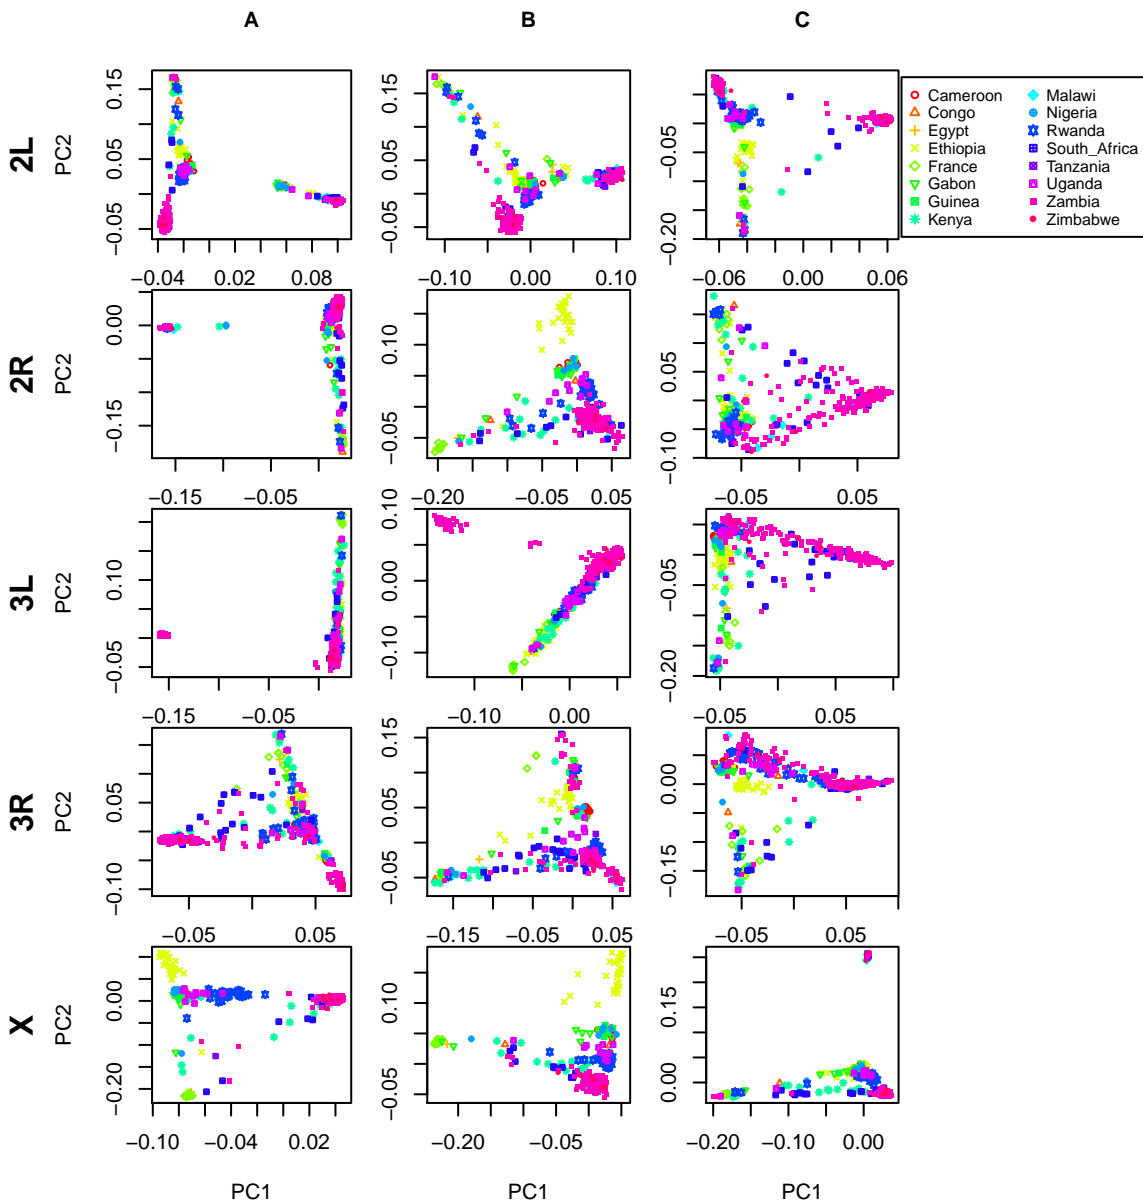 A B C
2L
PC2
−0.05 0.05 0.15
−0.04 0.02 0.08
−0.05 0.05 0.15
−0.10 0.00 0.10
−0.20 −0.05
−0.06 0.00 0.06
Cameroon Malawi
Congo Nigeria
Egypt Rwanda
Ethiopia South_Africa
France Tanzania
Gabon Uganda
Guinea Zambia
Kenya Zimbabwe
2R
PC2
−0.15 0.00
−0.15 −0.05
−0.05 0.10
−0.20 −0.05 0.05
−0.10 0.05
−0.05 0.05
3L
PC2
−0.05 0.10
−0.15 −0.05
−0.10 0.00 0.10
−0.10 0.00
−0.20 −0.05
−0.05 0.05
3R
PC2
−0.10 0.05
−0.05 0.05
−0.05 0.05 0.15
−0.15 −0.05 0.05
−0.15 0.00
−0.05 0.05
X
PC2
−0.20 0.00
−0.10 −0.04 0.02
−0.05 0.10
−0.20 −0.05
0.00 0.15
−0.20 −0.10 0.00
PC1 PC1 PC1